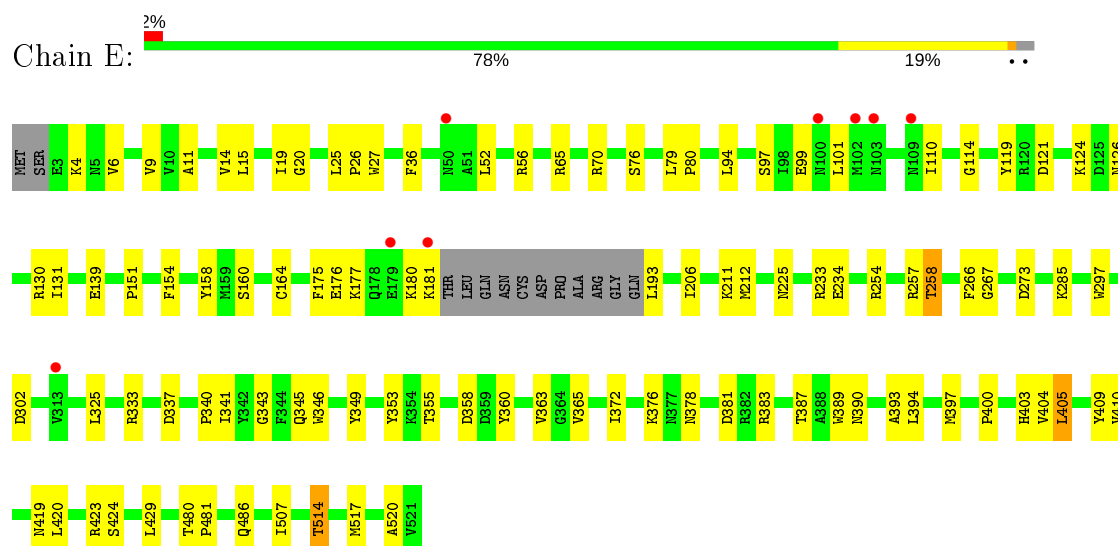 2%
Chain E:
78% 19% • •
MET SER E3 K4 N5 V6 V9 V10 A11 V14 L15 I19 G20 L25 P26 W27 F36 N50 A51 L52 R56 R65 R70 S76 L79 P80 L94 S97 I98 E99 N100 L101 M102 N103 N109 I110 G114 Y119 R120 D121 K124 D125 N126
R130 I131 E139 P151 F154 Y158 M159 S160 C164 F175 E176 K177 Q178 E179 K180 K181 THR LEU GLN ASN CYS ASP PRO ALA ARG GLY GLN L193 I206 K211 M212 N225 R233 E234 R254 R257 T258 F266 G267 D273 K285 W297
D302 V313 L325 R333 D337 P340 I341 Y342 G343 F344 Q345 W346 Y349 Y353 K354 T355 D358 D359 Y360 V363 G364 V365 I372 K376 N377 N378 D381 R382 R383 T387 A388 W389 N390 A393 L394 M397 P400 H403 V404 L405 Y409 V410
N419 L420 R423 S424 L429 T480 P481 Q486 I507 T514 M517 A520 V521